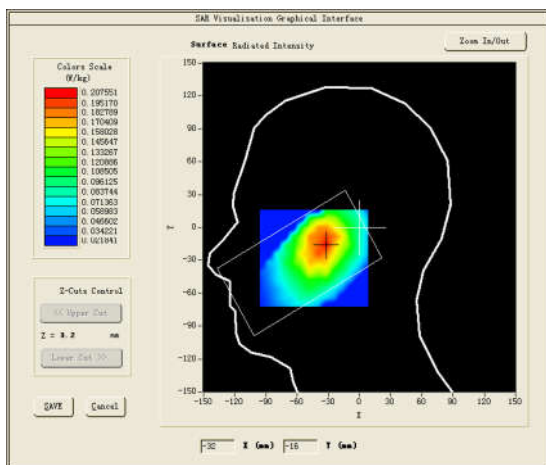 SAR Visualisation Graphical Interface
Surface Radiated Intensity
Zoom In/Out
Colors Scale
(W/kg)
0.207551
0.195170
0.182789
0.170409
0.158028
0.145647
0.133267
0.120886
0.108505
0.096125
0.083744
0.071363
0.058983
0.046602
0.034221
0.021841
150
120
90
60
30
0
-30
-60
-90
-120
-150
Y
-150 -120 -90 -60 -30 0 30 60 90 120 150
X
Z-Cuts Control
<< Upper Cut
Z = 3.2 mm
Lower Cut >>
SAVE
Cancel
-32 X (mm) -16 Y (mm)